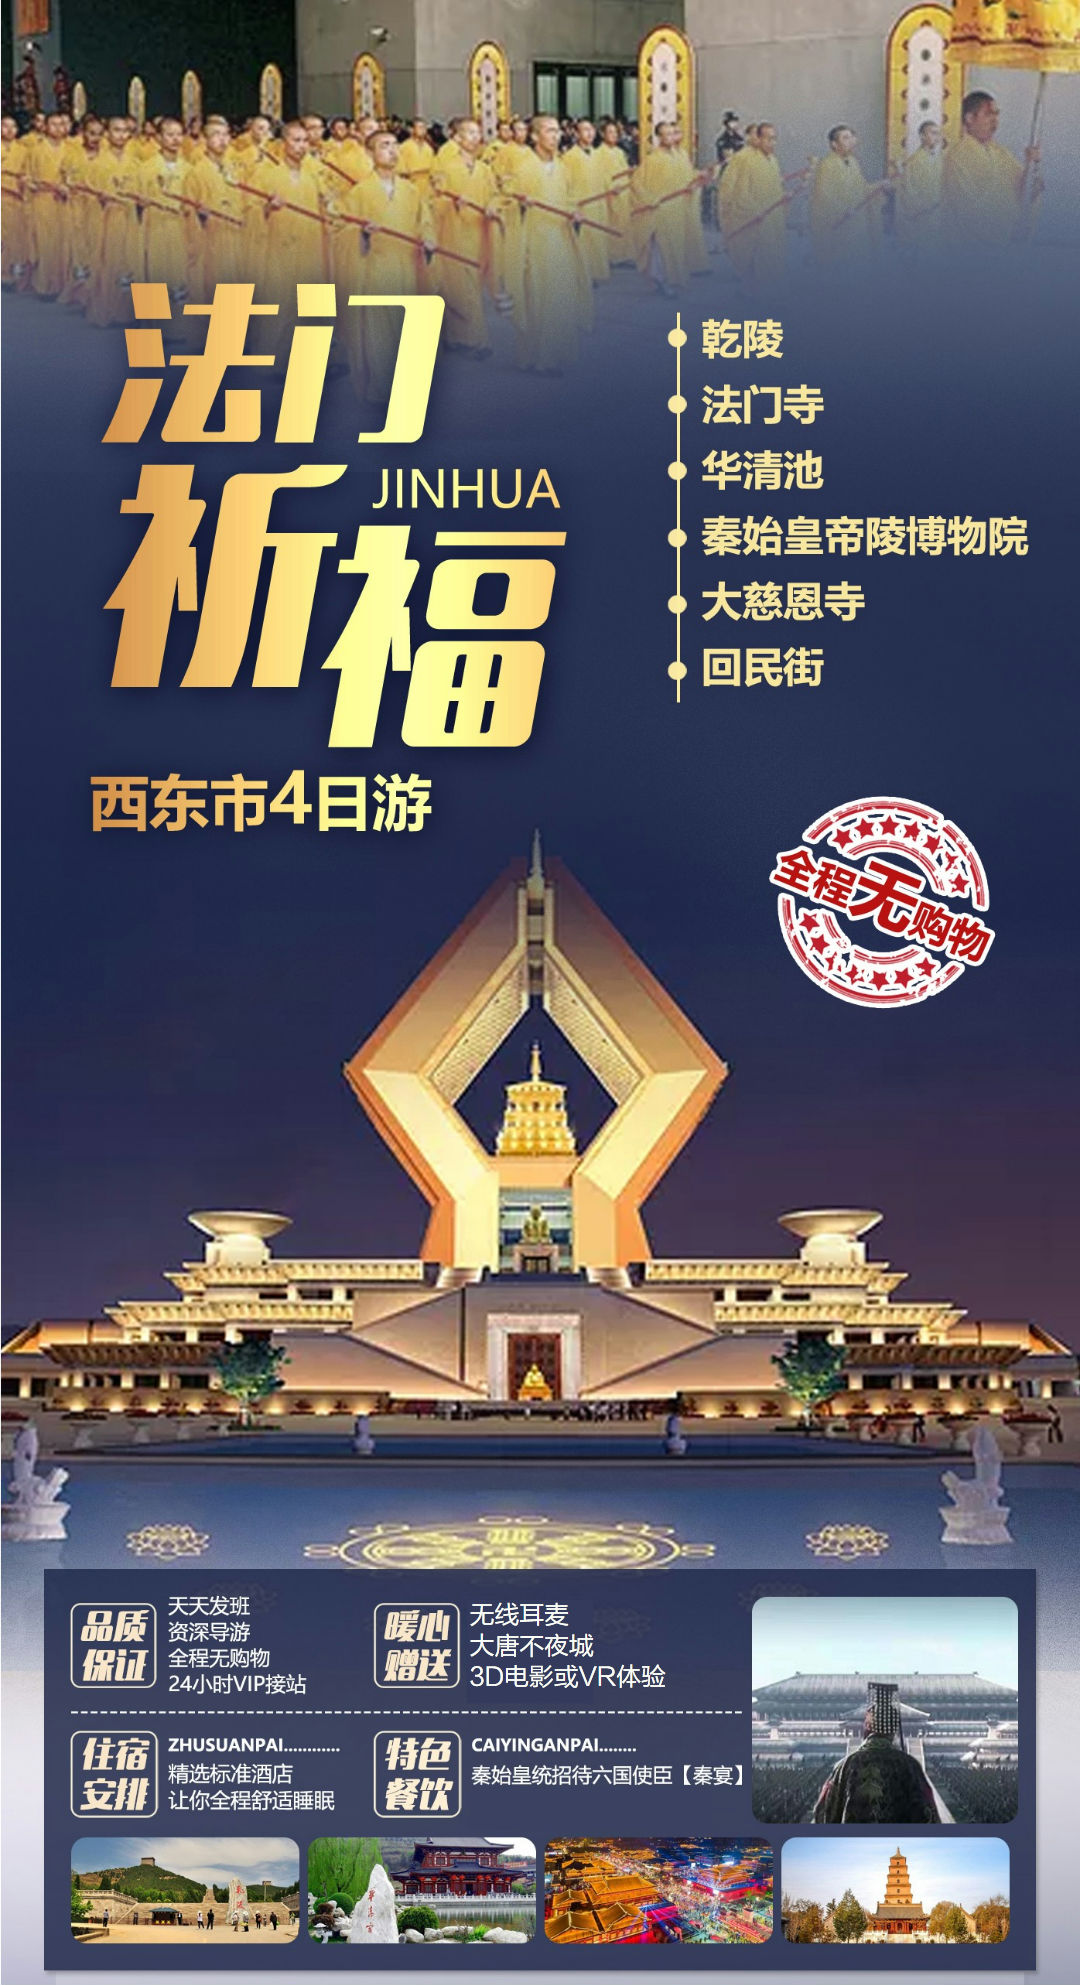 法门
祈福
JINHUA
西东市4日游
乾陵
法门寺
华清池
秦始皇帝陵博物院
大慈恩寺
回民街
全程无购物
品质
保证
天天发班
资深导游
全程无购物
24小时VIP接站
暖心
赠送
无线耳麦
大唐不夜城
3D电影或VR体验
住宿
安排
ZHUSUANPAI............
精选标准酒店
让你全程舒适睡眠
特色
餐饮
CAIYINGANPAI........
秦始皇统招待六国使臣【秦宴】